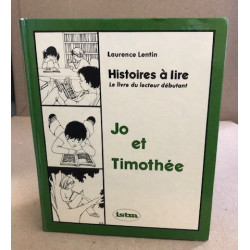 Laurence Lentin
Histoires à lire
Le livre du lecteur débutant
Jo
et
Timothée
istra